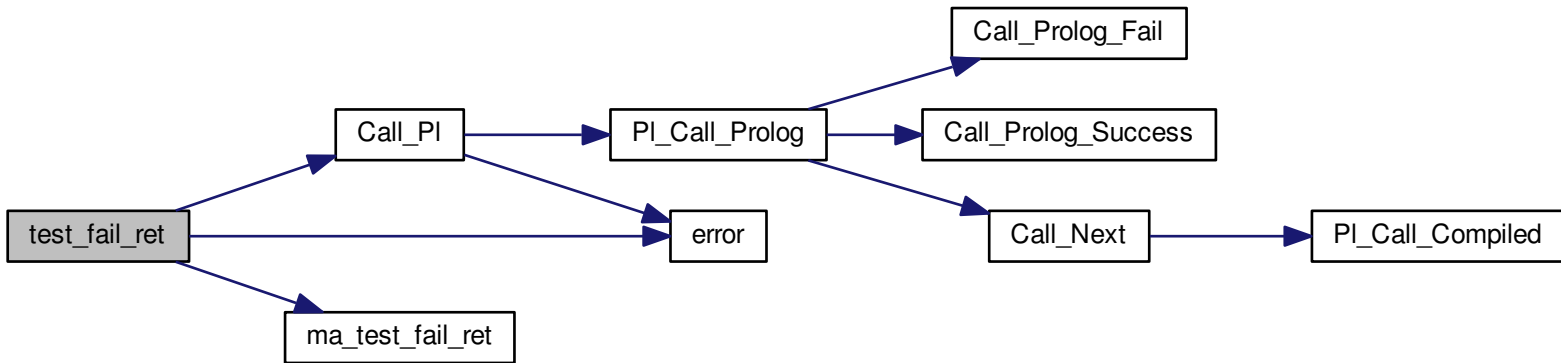 Call_Prolog_Fail
Call_Pl
Pl_Call_Prolog
Call_Prolog_Success
test_fail_ret
error
Call_Next
Pl_Call_Compiled
ma_test_fail_ret